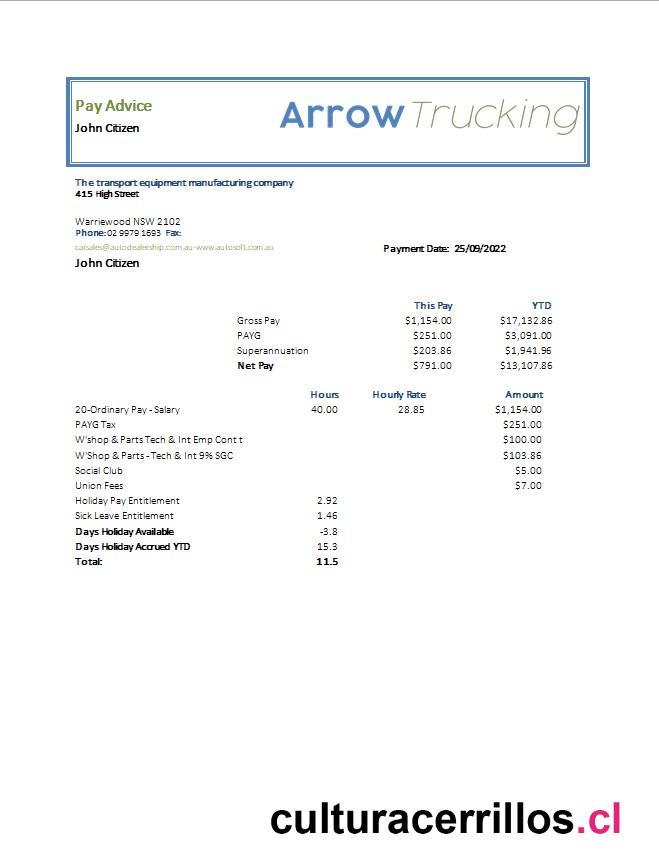 Pay Advice
Arrow Trucking
John Citizen
The transport equipment manufacturing company
415 High Street
Warriewood NSW 2102
Phone: 02 9979 1693 Fax:
carsales@autodealership.com.au-www.autosoft.com.au
Payment Date: 25/09/2022
John Citizen
This Pay YTD
Gross Pay $1,154.00 $17,132.86
PAYG $251.00 $3,091.00
Superannuation $203.86 $1,941.96
Net Pay $791.00 $13,107.86
Hours Hourly Rate Amount
20-Ordinary Pay - Salary 40.00 28.85 $1,154.00
PAYG Tax $251.00
W'shop & Parts Tech & Int Emp Cont t $100.00
W'Shop & Parts - Tech & Int 9% SGC $103.86
Social Club $5.00
Union Fees $7.00
Holiday Pay Entitlement 2.92
Sick Leave Entitlement 1.46
Days Holiday Available -3.8
Days Holiday Accrued YTD 15.3
Total: 11.5
culturacerrillos.cl